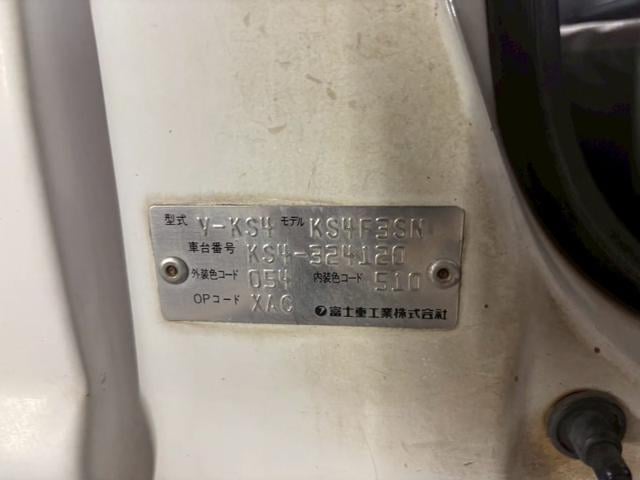 型式 V-KS4 モデル KS4F3SN
車台番号 KS4-324120
外装色コード 054 内装色コード 510
OPコード XAC 富士重工業株式会社